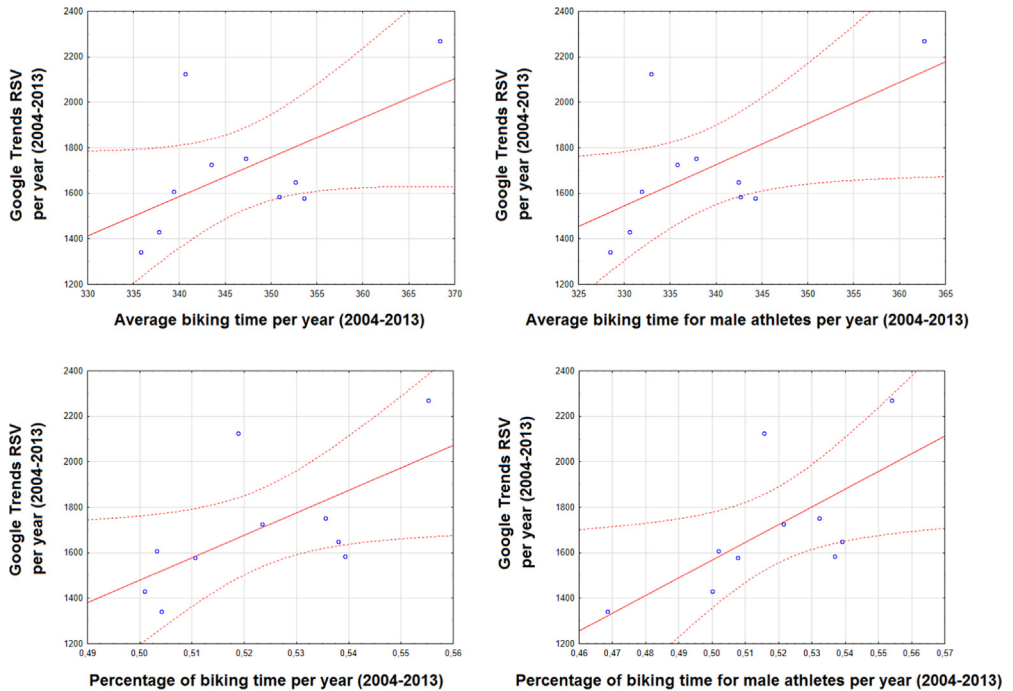 Google Trends RSV
per year (2004-2013)
2400
2200
2000
1800
1600
1400
1200
330 335 340 345 350 355 360 365 370
Average biking time per year (2004-2013)
Google Trends RSV
per year (2004-2013)
2400
2200
2000
1800
1600
1400
1200
325 330 335 340 345 350 355 360 365
Average biking time for male athletes per year (2004-2013)
Google Trends RSV
per year (2004-2013)
2400
2200
2000
1800
1600
1400
1200
0,49 0,50 0,51 0,52 0,53 0,54 0,55 0,56
Percentage of biking time per year (2004-2013)
Google Trends RSV
per year (2004-2013)
2400
2200
2000
1800
1600
1400
1200
0,46 0,47 0,48 0,49 0,50 0,51 0,52 0,53 0,54 0,55 0,56 0,57
Percentage of biking time for male athletes per year (2004-2013)